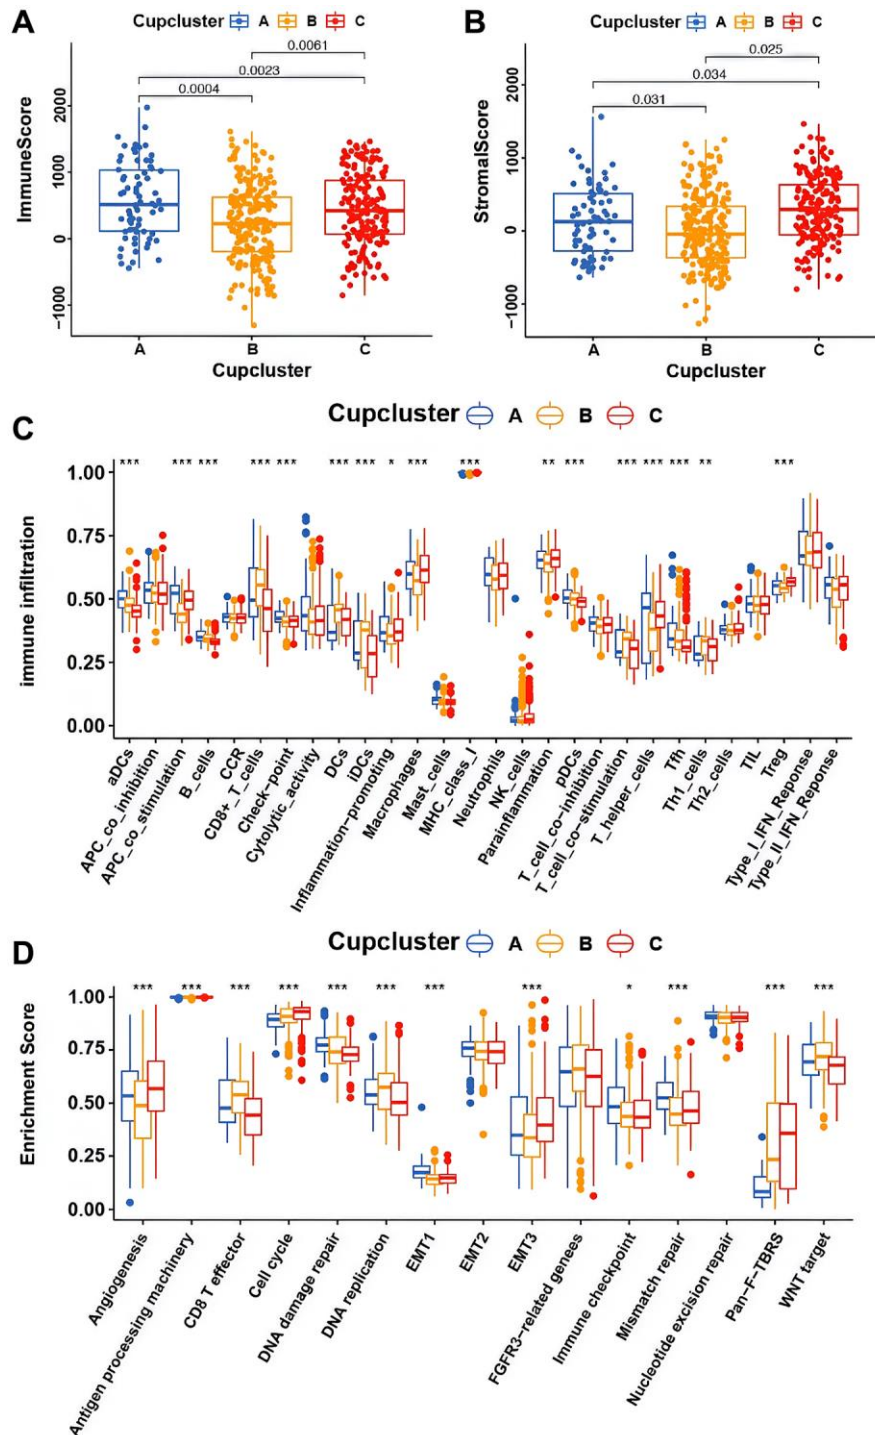 A
Cupcluster A B C
0.0061
0.0023
0.0004
ImmuneScore
2000
1000
0
−1000
A B C
Cupcluster
B
Cupcluster A B C
0.025
0.034
0.031
StromalScore
2000
1000
0
−1000
A B C
Cupcluster
C
Cupcluster A B C
*** *** *** *** *** *** *** * *** *** ** *** *** *** *** ** ***
immune infiltration
1.00
0.75
0.50
0.25
0.00
aDCs
APC_co_inhibition
APC_co_stimulation
B_cells
CCR
CD8+_T_cells
Check−point
Cytolytic_activity
DCs
iDCs
Inflammation−promoting
Macrophages
Mast_cells
MHC_class_I
Neutrophils
NK_cells
Parainflammation
pDCs
T_cell_co−inhibition
T_cell_co−stimulation
T_helper_cells
Tfh
Th1_cells
Th2_cells
TIL
Treg
Type_I_IFN_Reponse
Type_II_IFN_Reponse
D
Cupcluster A B C
*** *** *** *** *** *** *** *** * *** *** ***
Enrichment Score
1.00
0.75
0.50
0.25
0.00
Angiogenesis
Antigen processing machinery
CD8 T effector
Cell cycle
DNA damage repair
DNA replication
EMT1
EMT2
EMT3
FGFR3−related genees
Immune checkpoint
Mismatch repair
Nucleotide excision repair
Pan−F−TBRS
WNT target